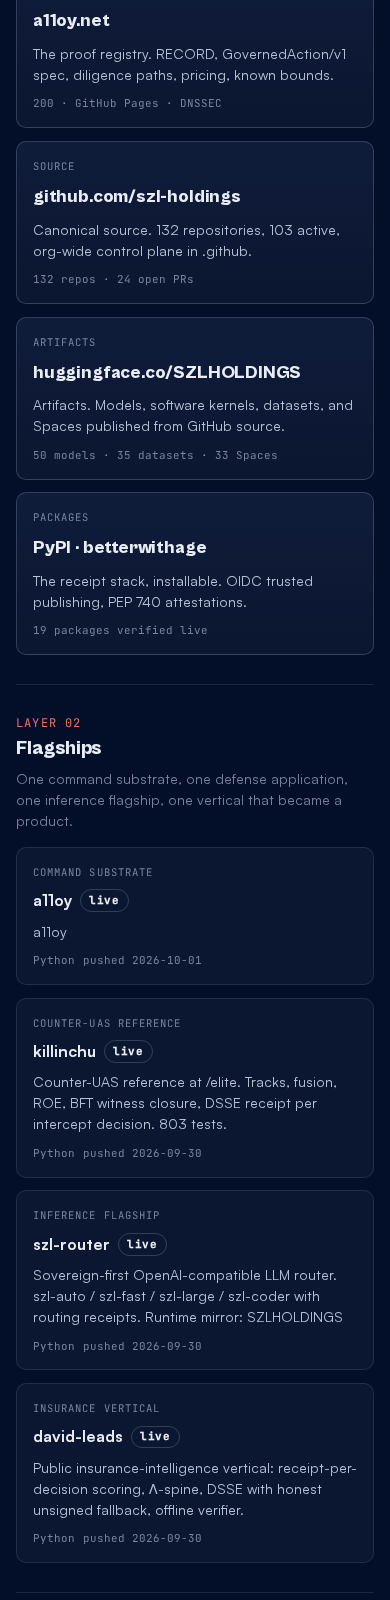 a11oy.net
The proof registry. RECORD, GovernedAction/v1
spec, diligence paths, pricing, known bounds.
200 · GitHub Pages · DNSSEC
SOURCE
github.com/szl-holdings
Canonical source. 132 repositories, 103 active,
org-wide control plane in .github.
132 repos · 24 open PRs
ARTIFACTS
huggingface.co/SZLHOLDINGS
Artifacts. Models, software kernels, datasets, and
Spaces published from GitHub source.
50 models · 35 datasets · 33 Spaces
PACKAGES
PyPI · betterwithage
The receipt stack, installable. OIDC trusted
publishing, PEP 740 attestations.
19 packages verified live
LAYER 02
Flagships
One command substrate, one defense application,
one inference flagship, one vertical that became a
product.
COMMAND SUBSTRATE
a11oy live
a11oy
Python pushed 2026-10-01
COUNTER-UAS REFERENCE
killinchu live
Counter-UAS reference at /elite. Tracks, fusion,
ROE, BFT witness closure, DSSE receipt per
intercept decision. 803 tests.
Python pushed 2026-09-30
INFERENCE FLAGSHIP
szl-router live
Sovereign-first OpenAI-compatible LLM router.
szl-auto / szl-fast / szl-large / szl-coder with
routing receipts. Runtime mirror: SZLHOLDINGS
Python pushed 2026-09-30
INSURANCE VERTICAL
david-leads live
Public insurance-intelligence vertical: receipt-per-
decision scoring, Λ-spine, DSSE with honest
unsigned fallback, offline verifier.
Python pushed 2026-09-30